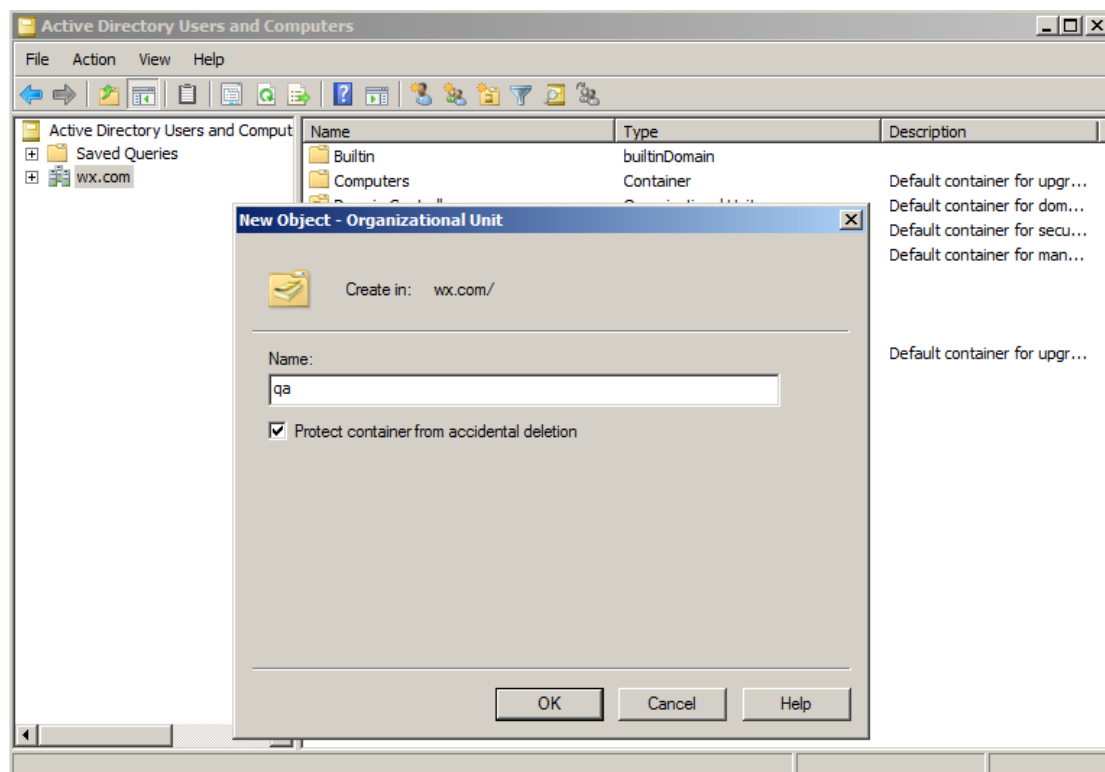 Active Directory Users and Computers
File Action View Help
Active Directory Users and Comput
Saved Queries
wx.com
Name Type Description
Builtin builtinDomain
Computers Container Default container for upgr...
Default container for dom...
Default container for secu...
Default container for man...
Default container for upgr...
New Object - Organizational Unit
Create in: wx.com/
Name:
qa
Protect container from accidental deletion
OK Cancel Help